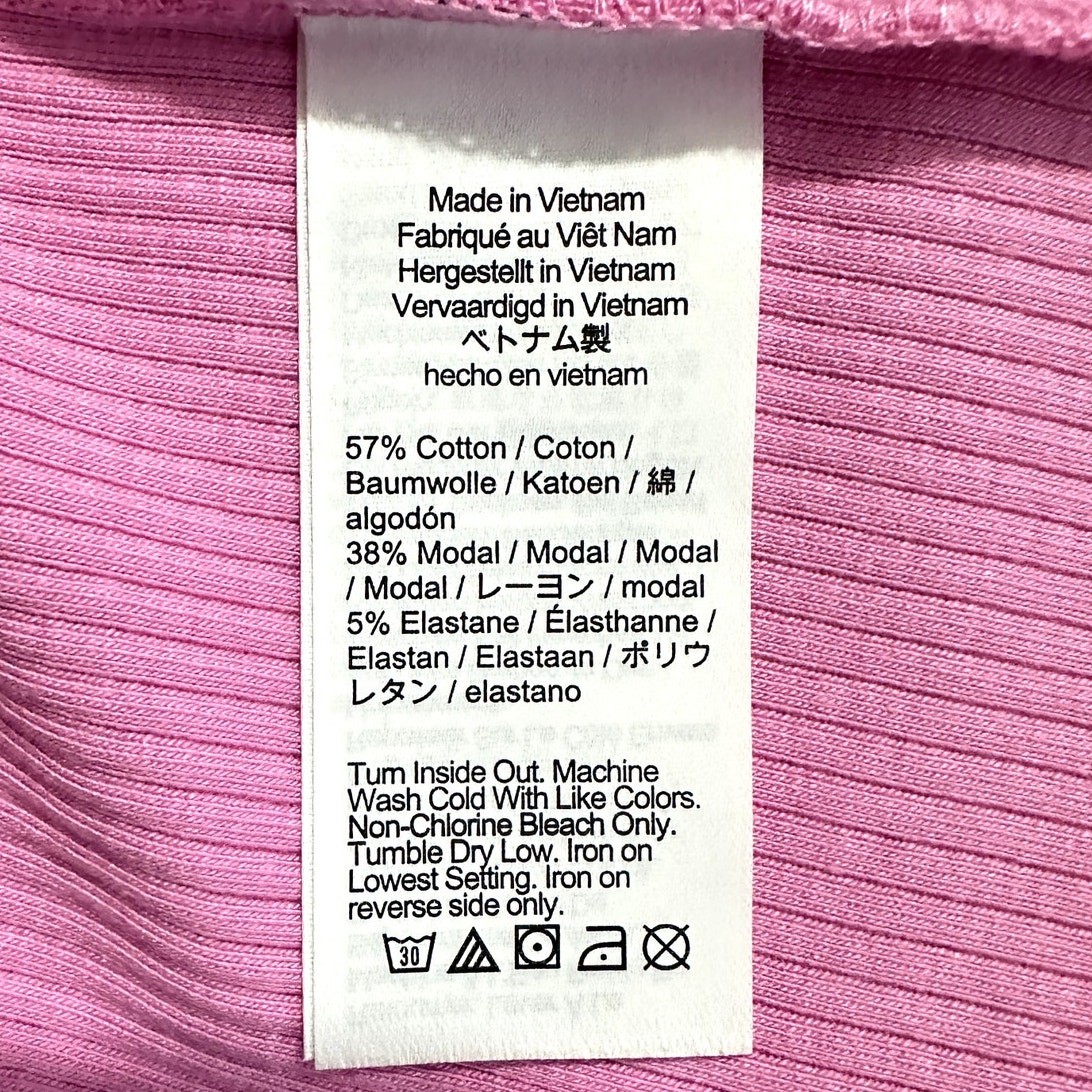 Made in Vietnam
Fabriqué au Viêt Nam
Hergestellt in Vietnam
Vervaardigd in Vietnam
ベトナム製
hecho en vietnam
57% Cotton / Coton /
Baumwolle / Katoen / 綿 /
algodón
38% Modal / Modal / Modal
/ Modal / レーヨン / modal
5% Elastane / Élasthanne /
Elastan / Elastaan / ポリウ
レタン / elastano
Turn Inside Out. Machine
Wash Cold With Like Colors.
Non-Chlorine Bleach Only.
Tumble Dry Low. Iron on
Lowest Setting. Iron on
reverse side only.
30